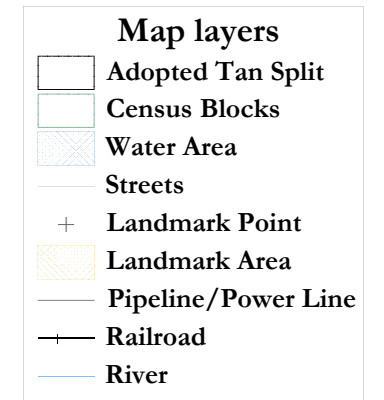 Map layers
Adopted Tan Split
Census Blocks
Water Area
Streets
Landmark Point
Landmark Area
Pipeline/Power Line
Railroad
River